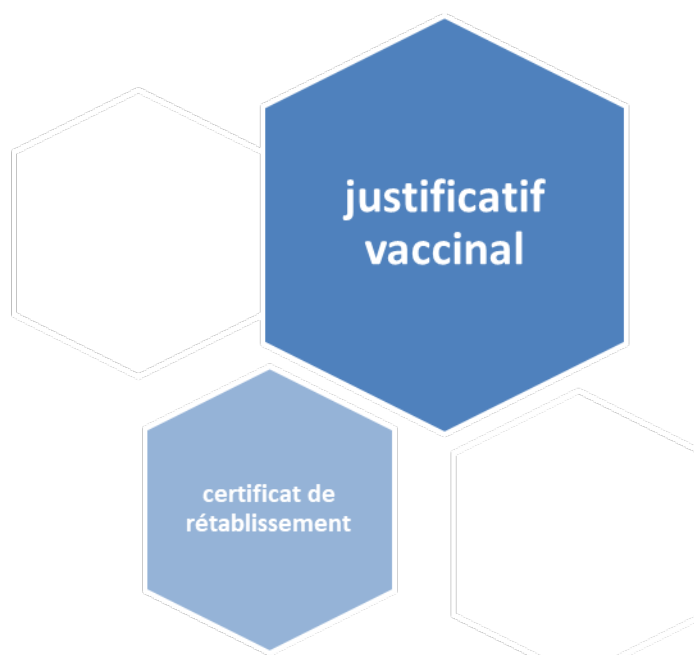 justificatif
vaccinal
certificat de
rétablissement